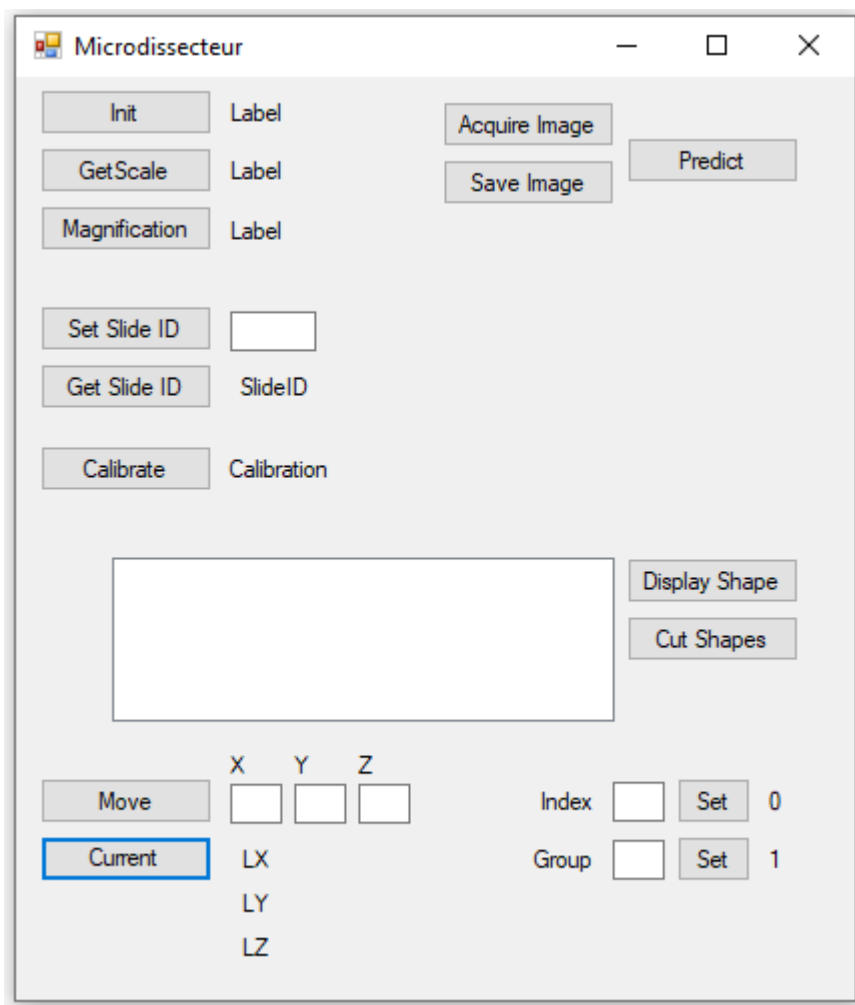 Microdissecteur
Init Label Acquire Image
GetScale Label Save Image Predict
Magnification Label
Set Slide ID
Get Slide ID SlideID
Calibrate Calibration
Display Shape
Cut Shapes
X Y Z
Move Index Set 0
Current LX Group Set 1
LY
LZ